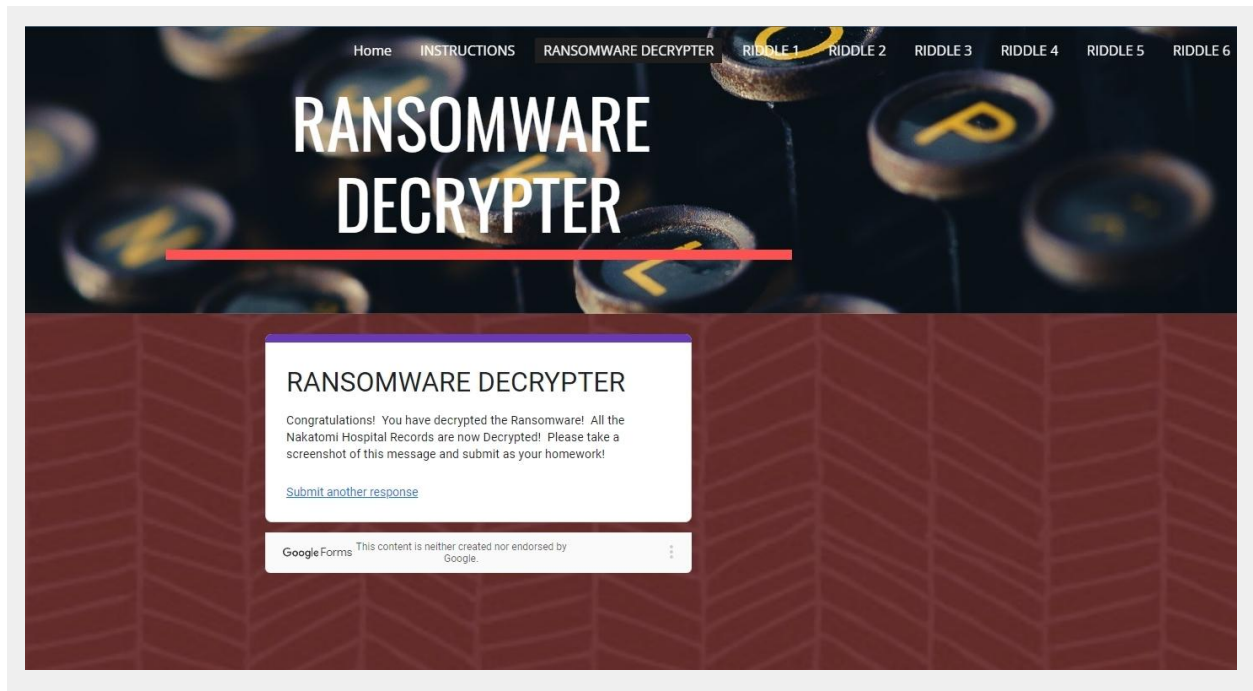 Home INSTRUCTIONS RANSOMWARE DECRYPTER RIDDLE 1 RIDDLE 2 RIDDLE 3 RIDDLE 4 RIDDLE 5 RIDDLE 6
RANSOMWARE
DECRYPTER
N
P
L
RANSOMWARE DECRYPTER
Congratulations! You have decrypted the Ransomware! All the
Nakatomi Hospital Records are now Decrypted! Please take a
screenshot of this message and submit as your homework!
Submit another response
Google Forms This content is neither created nor endorsed by
Google.